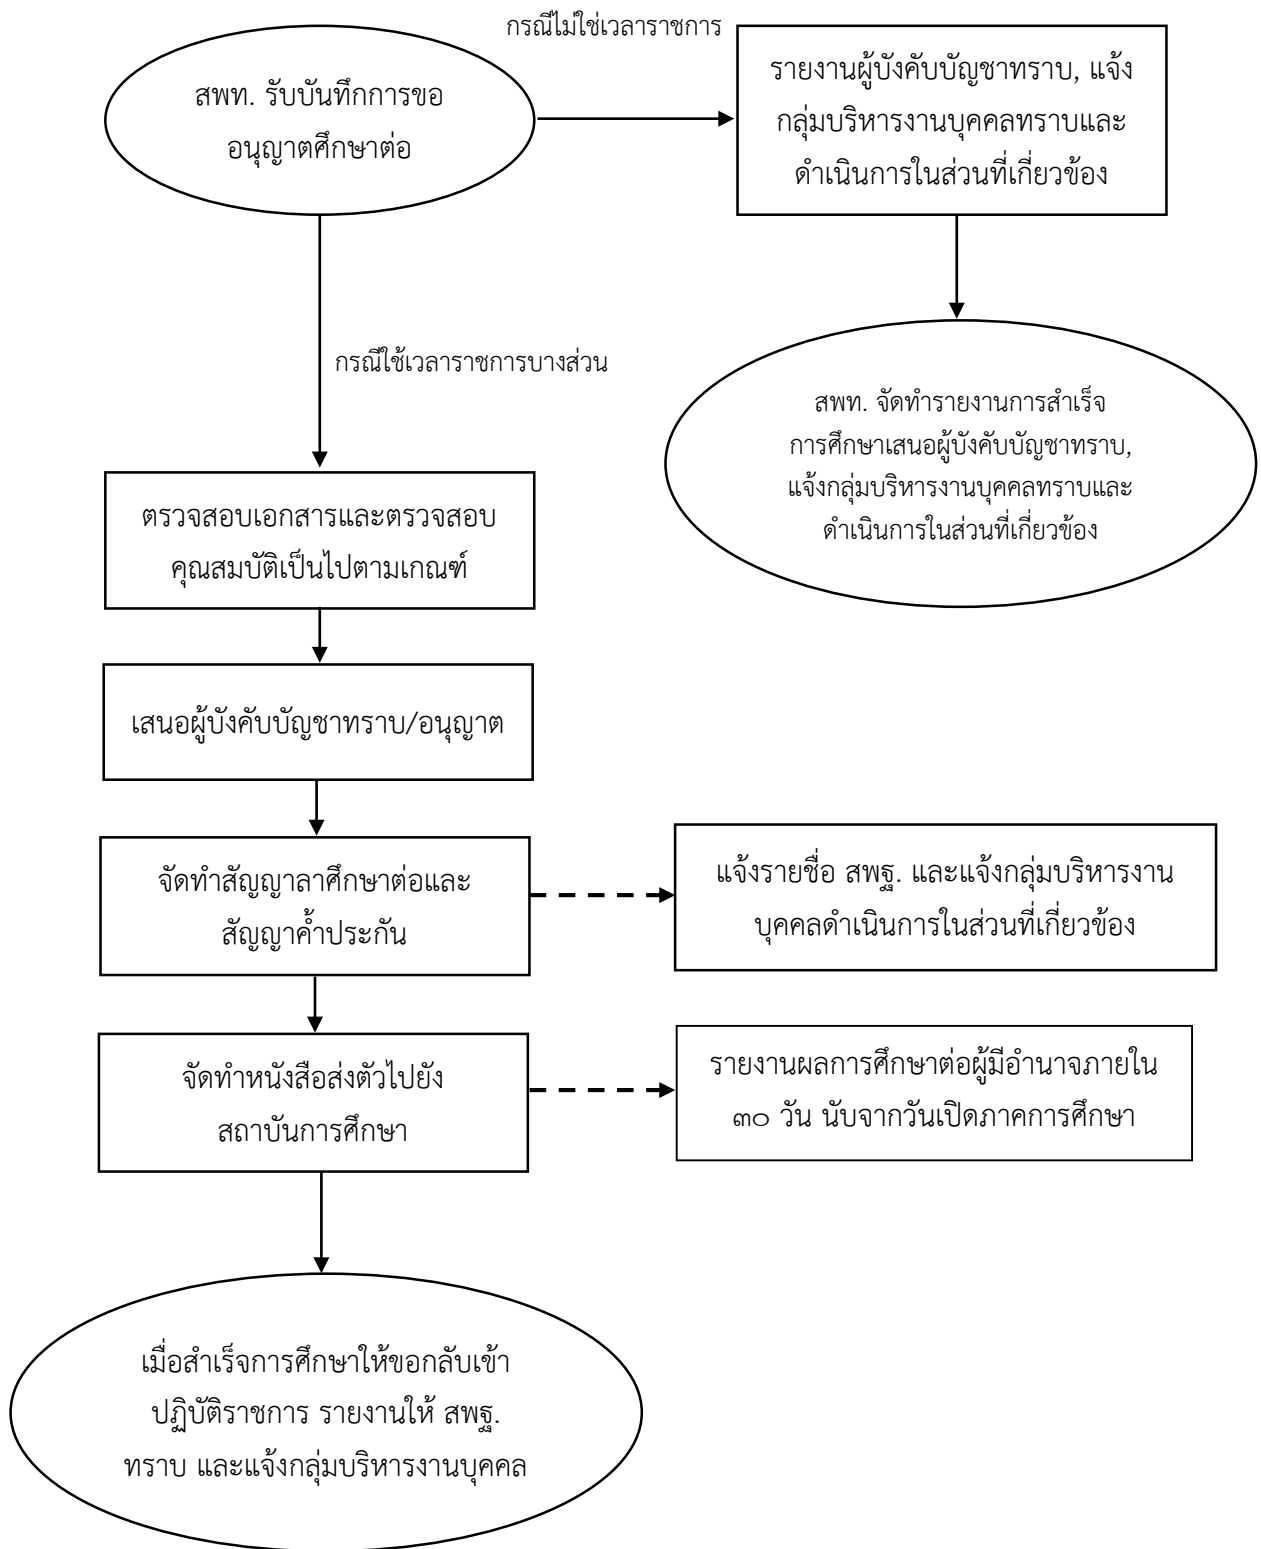 กรณีไม่ใช่เวลาราชการ
สพท. รับบันทึกการขอ
อนุญาตศึกษาต่อ
รายงานผู้บังคับบัญชาทราบ, แจ้ง
กลุ่มบริหารงานบุคคลทราบและ
ดำเนินการในส่วนที่เกี่ยวข้อง
กรณีใช้เวลาราชการบางส่วน
สพท. จัดทำรายงานการสำเร็จ
การศึกษาเสนอผู้บังคับบัญชาทราบ,
แจ้งกลุ่มบริหารงานบุคคลทราบและ
ดำเนินการในส่วนที่เกี่ยวข้อง
ตรวจสอบเอกสารและตรวจสอบ
คุณสมบัติเป็นไปตามเกณฑ์
เสนอผู้บังคับบัญชาทราบ/อนุญาต
จัดทำสัญญาลาศึกษาต่อและ
สัญญาค้ำประกัน
แจ้งรายชื่อ สพฐ. และแจ้งกลุ่มบริหารงาน
บุคคลดำเนินการในส่วนที่เกี่ยวข้อง
จัดทำหนังสือส่งตัวไปยัง
สถาบันการศึกษา
รายงานผลการศึกษาต่อผู้มีอำนาจภายใน
๓๐ วัน นับจากวันเปิดภาคการศึกษา
เมื่อสำเร็จการศึกษาให้ขอกลับเข้า
ปฏิบัติราชการ รายงานให้ สพฐ.
ทราบ และแจ้งกลุ่มบริหารงานบุคคล